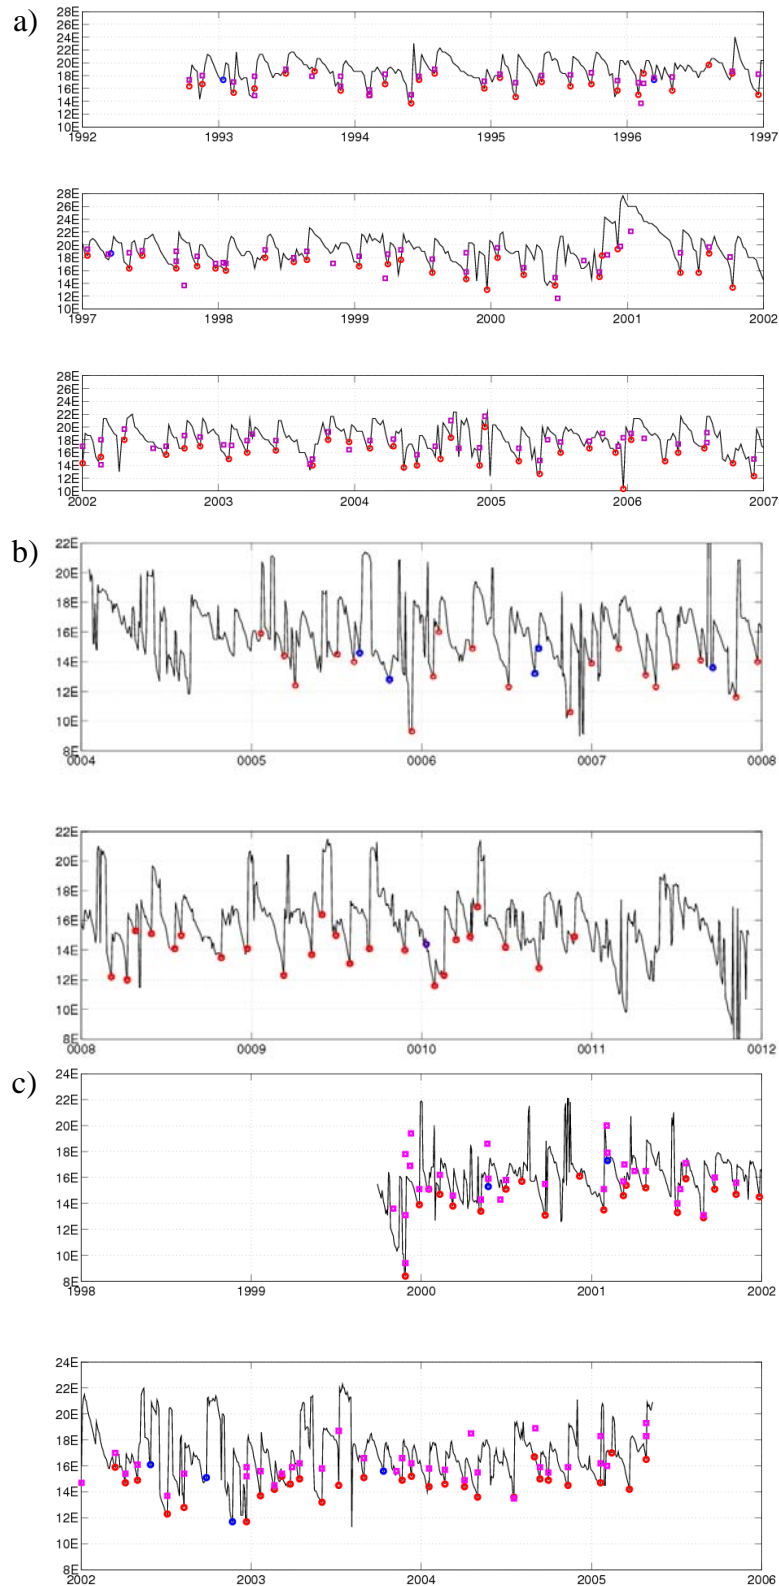 a)
28E
26E
24E
22E
20E
18E
16E
14E
12E
10E
1992 1993 1994 1995 1996 1997
28E
26E
24E
22E
20E
18E
16E
14E
12E
10E
1997 1998 1999 2000 2001 2002
28E
26E
24E
22E
20E
18E
16E
14E
12E
10E
2002 2003 2004 2005 2006 2007
b)
22E
20E
18E
16E
14E
12E
10E
8E
0004 0005 0006 0007 0008
22E
20E
18E
16E
14E
12E
10E
8E
0008 0009 0010 0011 0012
c)
24E
22E
20E
18E
16E
14E
12E
10E
8E
1998 1999 2000 2001 2002
24E
22E
20E
18E
16E
14E
12E
10E
8E
2002 2003 2004 2005 2006